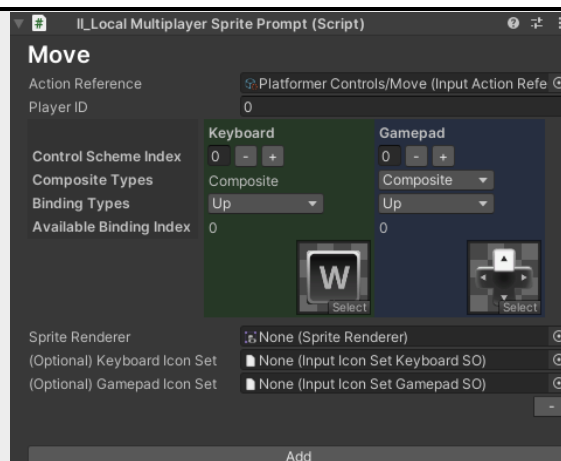 # II_Local Multiplayer Sprite Prompt (Script)
Move
Action Reference Platformer Controls/Move (Input Action Refe
Player ID 0
Keyboard Gamepad
Control Scheme Index 0 - + 0 - +
Composite Types Composite Composite
Binding Types Up Up
Available Binding Index 0 0
W
Select Select
Sprite Renderer None (Sprite Renderer)
(Optional) Keyboard Icon Set None (Input Icon Set Keyboard SO)
(Optional) Gamepad Icon Set None (Input Icon Set Gamepad SO)
-
Add